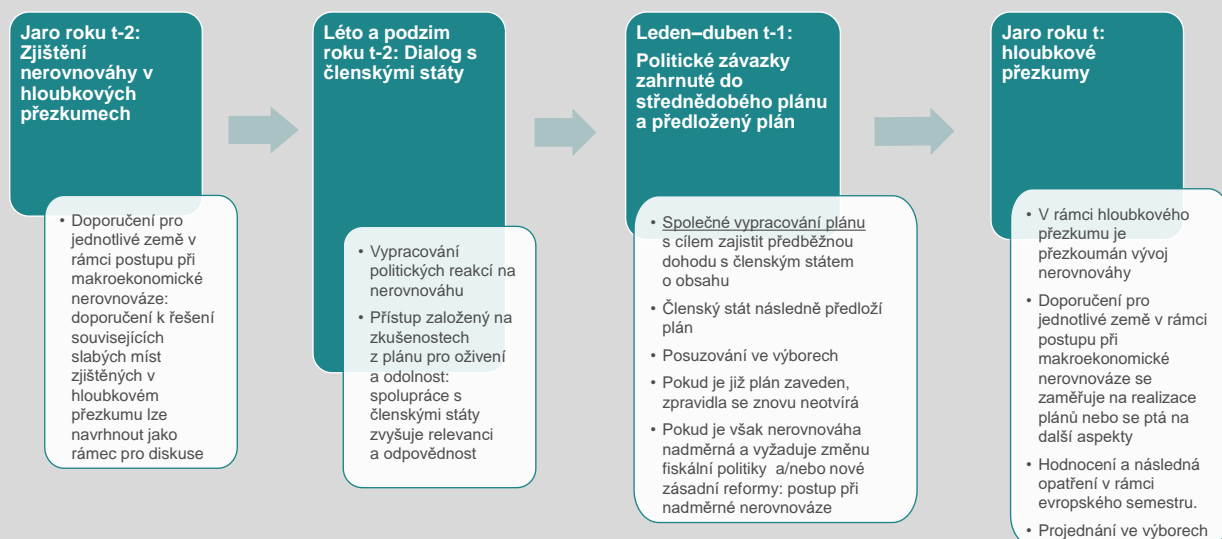 Jaro roku t-2:
Zjištění
nerovnováhy v
hloubkových
přezkumech
• Doporučení pro
jednotlivé země v
rámci postupu při
makroekonomické
nerovnováze:
doporučení k řešení
souvisejících
slabých míst
zjištěných v
hloubkovém
přezkumu lze
navrhnout jako
rámec pro diskuse
Léto a podzim
roku t-2: Dialog s
členskými státy
• Vypracování
politických reakcí na
nerovnováhu
• Přístup založený na
zkušenostech
z plánu pro oživení
a odolnost:
spolupráce s
členskými státy
zvyšuje relevanci
a odpovědnost
Leden–duben t-1:
Politické závazky
zahrnuté do
střednědobého plánu
a předložený plán
• Společné vypracování plánu
s cílem zajistit předběžnou
dohodu s členským státem
o obsahu
• Členský stát následně předloží
plán
• Posuzování ve výborech
• Pokud je již plán zaveden,
zpravidla se znovu neotvírá
• Pokud je však nerovnováha
nadměrná a vyžaduje změnu
fiskální politiky a/nebo nové
zásadní reformy: postup při
nadměrné nerovnováze
Jaro roku t:
hloubkové
přezkumy
• V rámci hloubkového
přezkumu je
přezkoumán vývoj
nerovnováhy
• Doporučení pro
jednotlivé země v rámci
postupu při
makroekonomické
nerovnováze se
zaměřuje na realizace
plánů nebo se ptá na
další aspekty
• Hodnocení a následná
opatření v rámci
evropského semestru.
• Projednání ve výborech